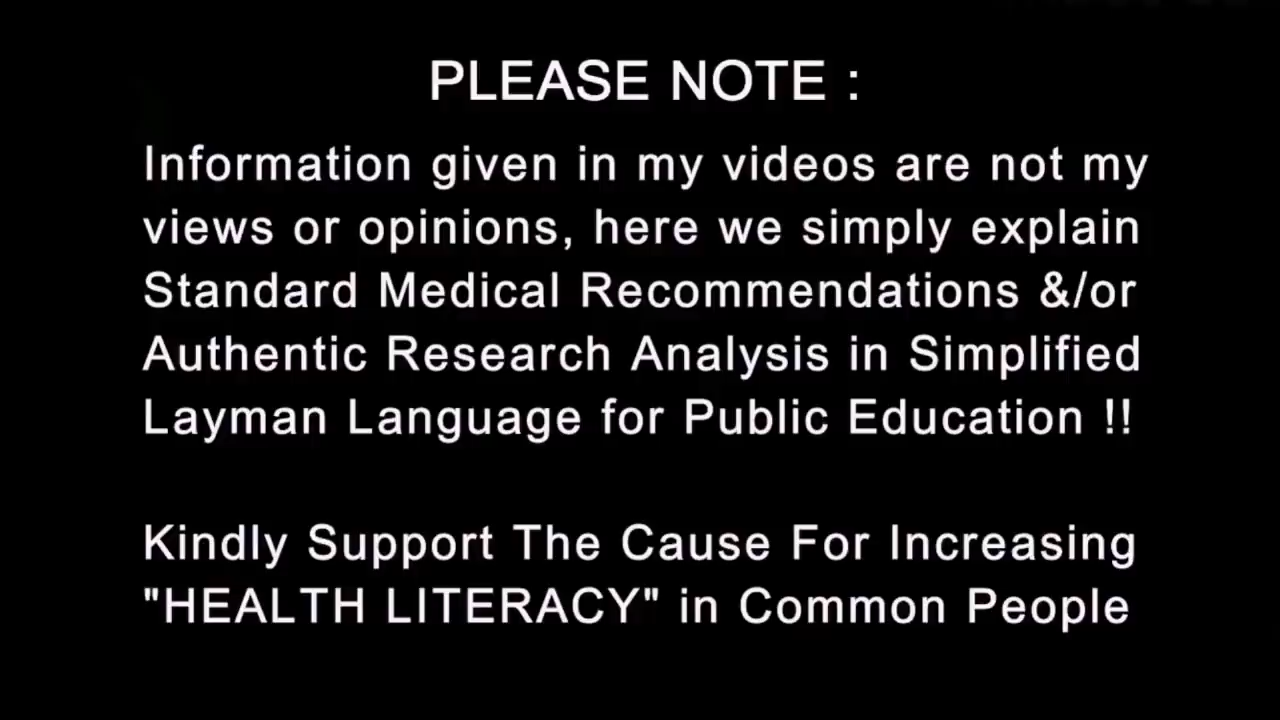 PLEASE NOTE :
Information given in my videos are not my
views or opinions, here we simply explain
Standard Medical Recommendations &/or
Authentic Research Analysis in Simplified
Layman Language for Public Education !!
Kindly Support The Cause For Increasing
"HEALTH LITERACY" in Common People